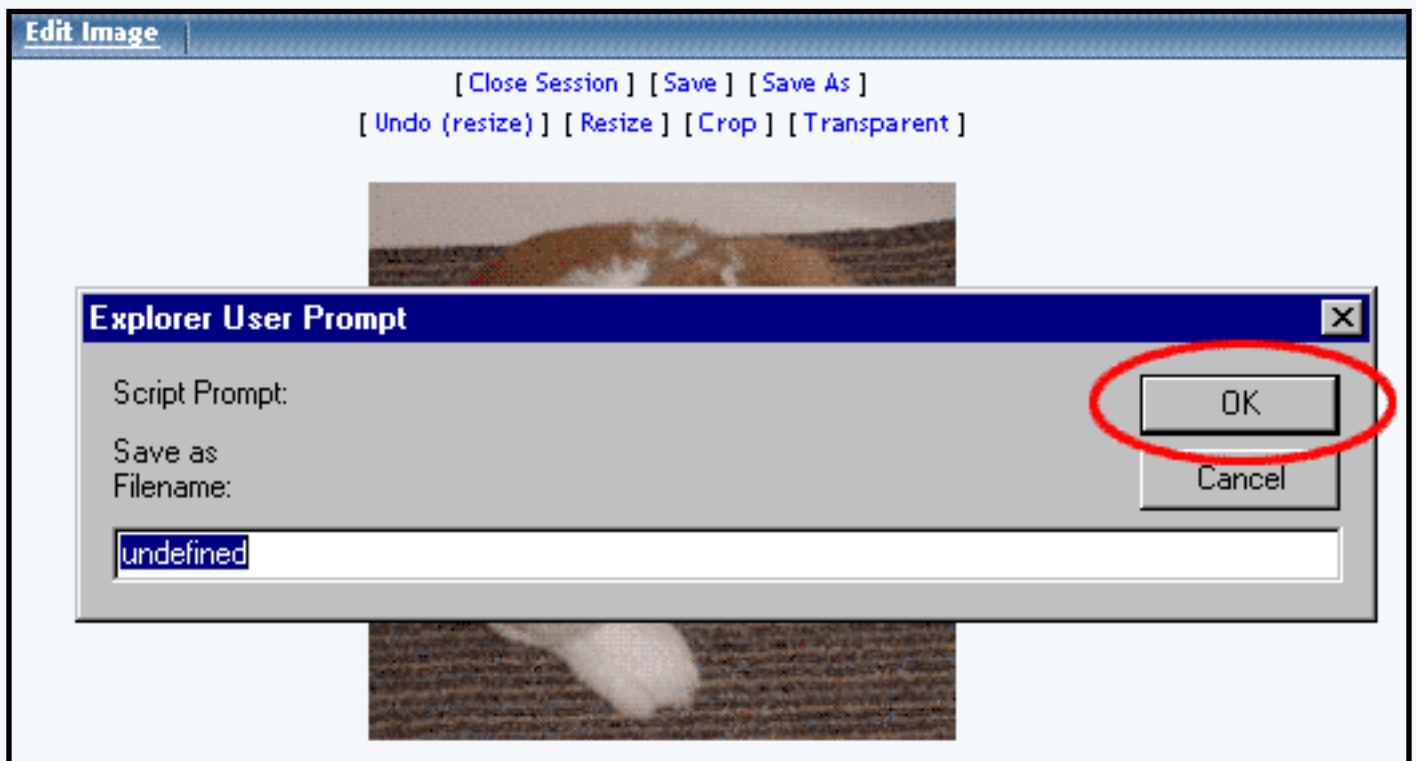 Edit Image
[ Close Session ] [ Save ] [ Save As ]
[ Undo (resize) ] [ Resize ] [ Crop ] [ Transparent ]
Explorer User Prompt
Script Prompt:
OK
Save as
Filename:
Cancel
undefined